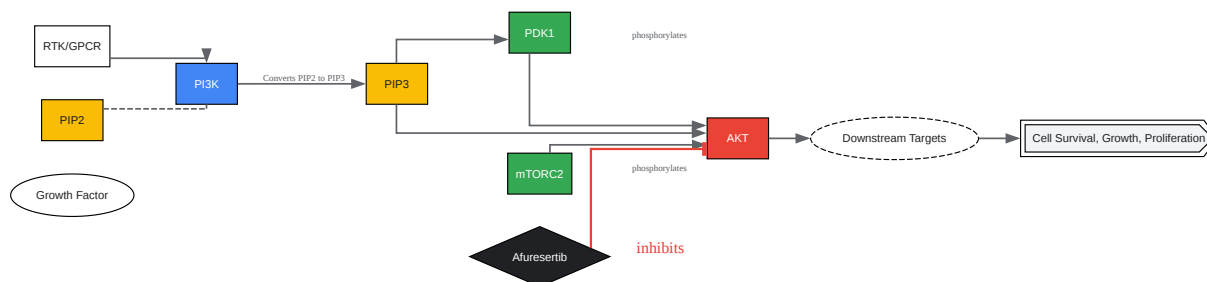 RTK/GPCR
PDK1
phosphorylates
PI3K
Converts PIP2 to PIP3
PIP3
PIP2
AKT
Downstream Targets
Cell Survival, Growth, Proliferation
mTORC2
phosphorylates
Growth Factor
Afuresertib
inhibits